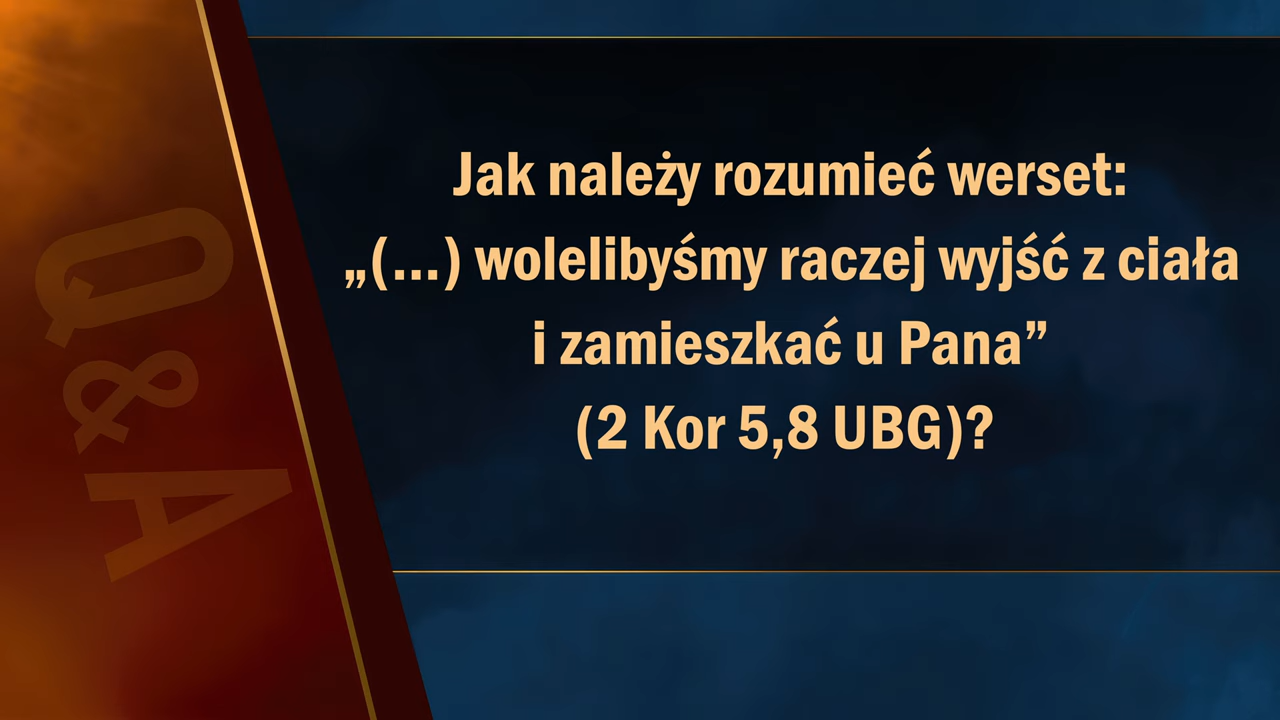 Jak należy rozumieć werset:
„(...) wolelibyśmy raczej wyjść z ciała
i zamieszkać u Pana”
(2 Kor 5,8 UBG)?
Q&A